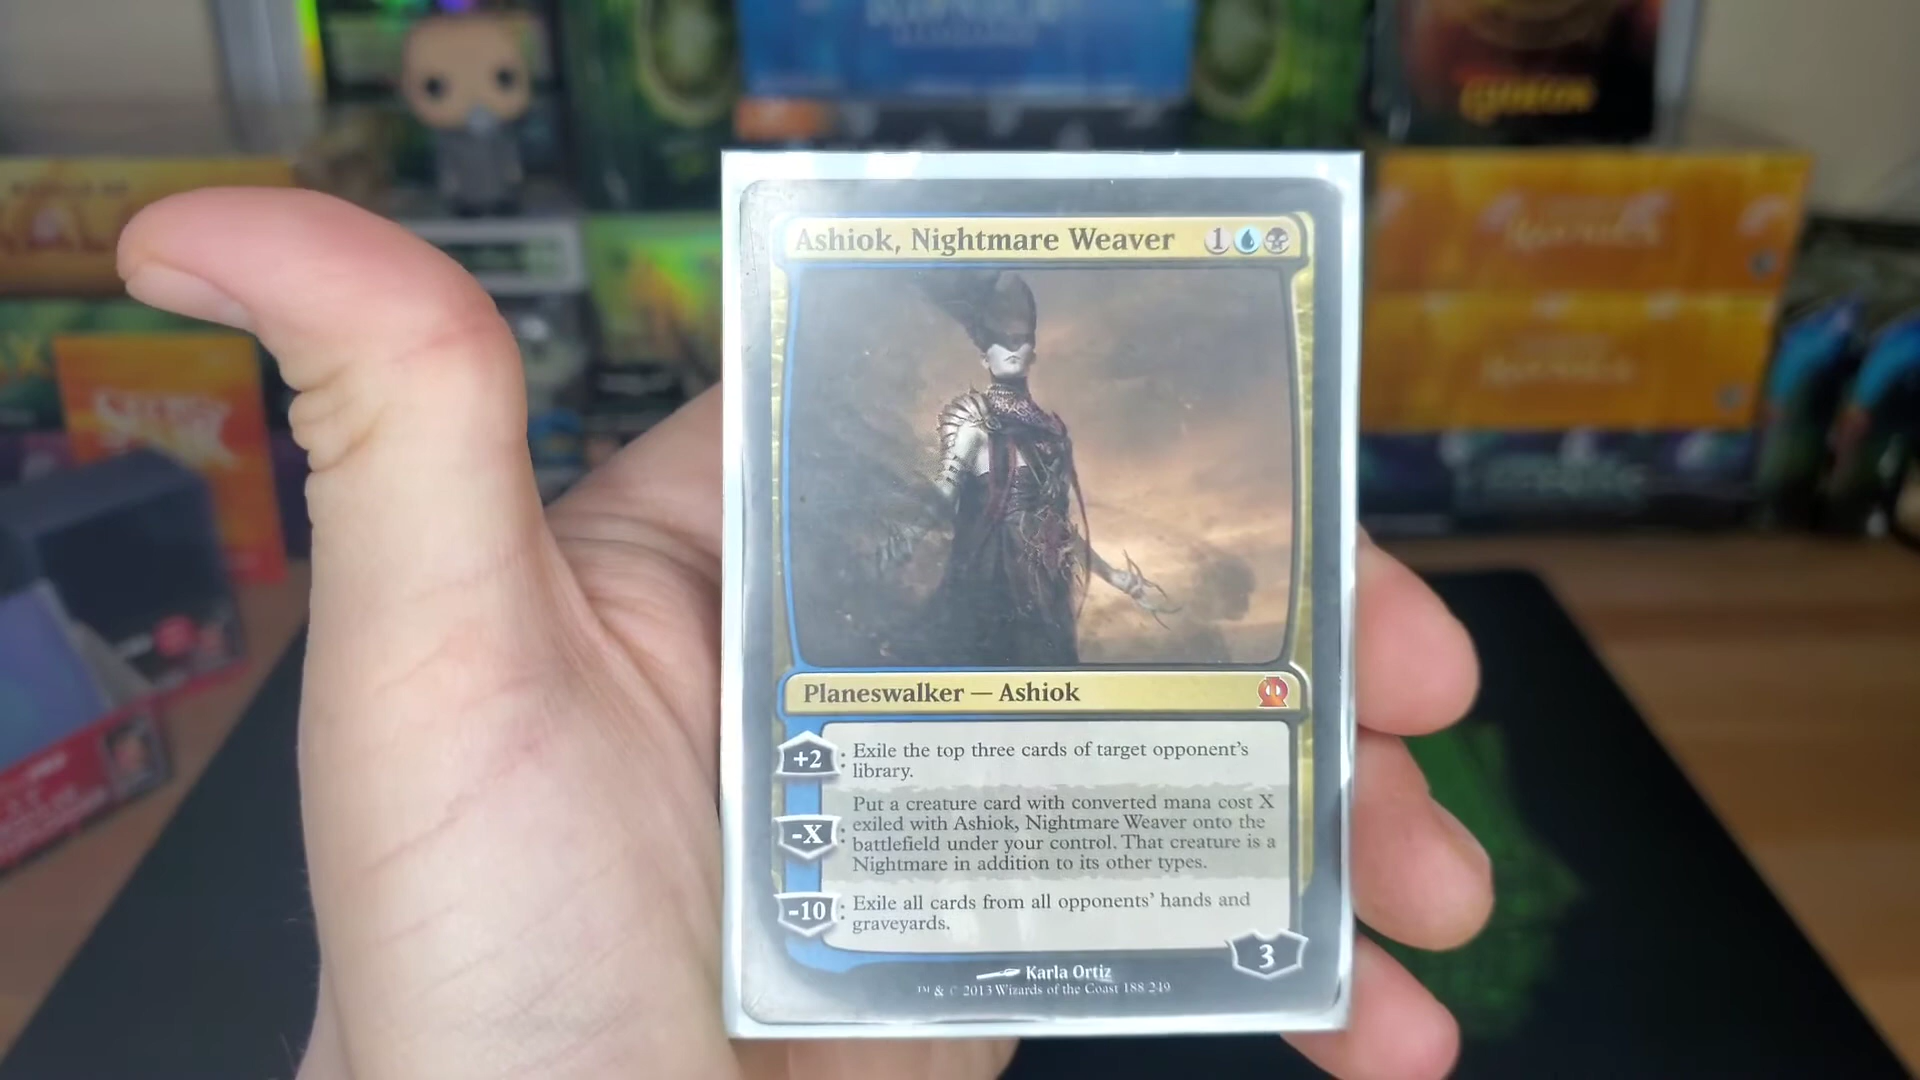 GIDEON
Ashiok, Nightmare Weaver 1
Planeswalker — Ashiok
+2: Exile the top three cards of target opponent's
library.
-X: Put a creature card with converted mana cost X
exiled with Ashiok, Nightmare Weaver onto the
battlefield under your control. That creature is a
Nightmare in addition to its other types.
-10: Exile all cards from all opponents' hands and
graveyards.
3
Karla Ortiz
™ & © 2013 Wizards of the Coast 188/249